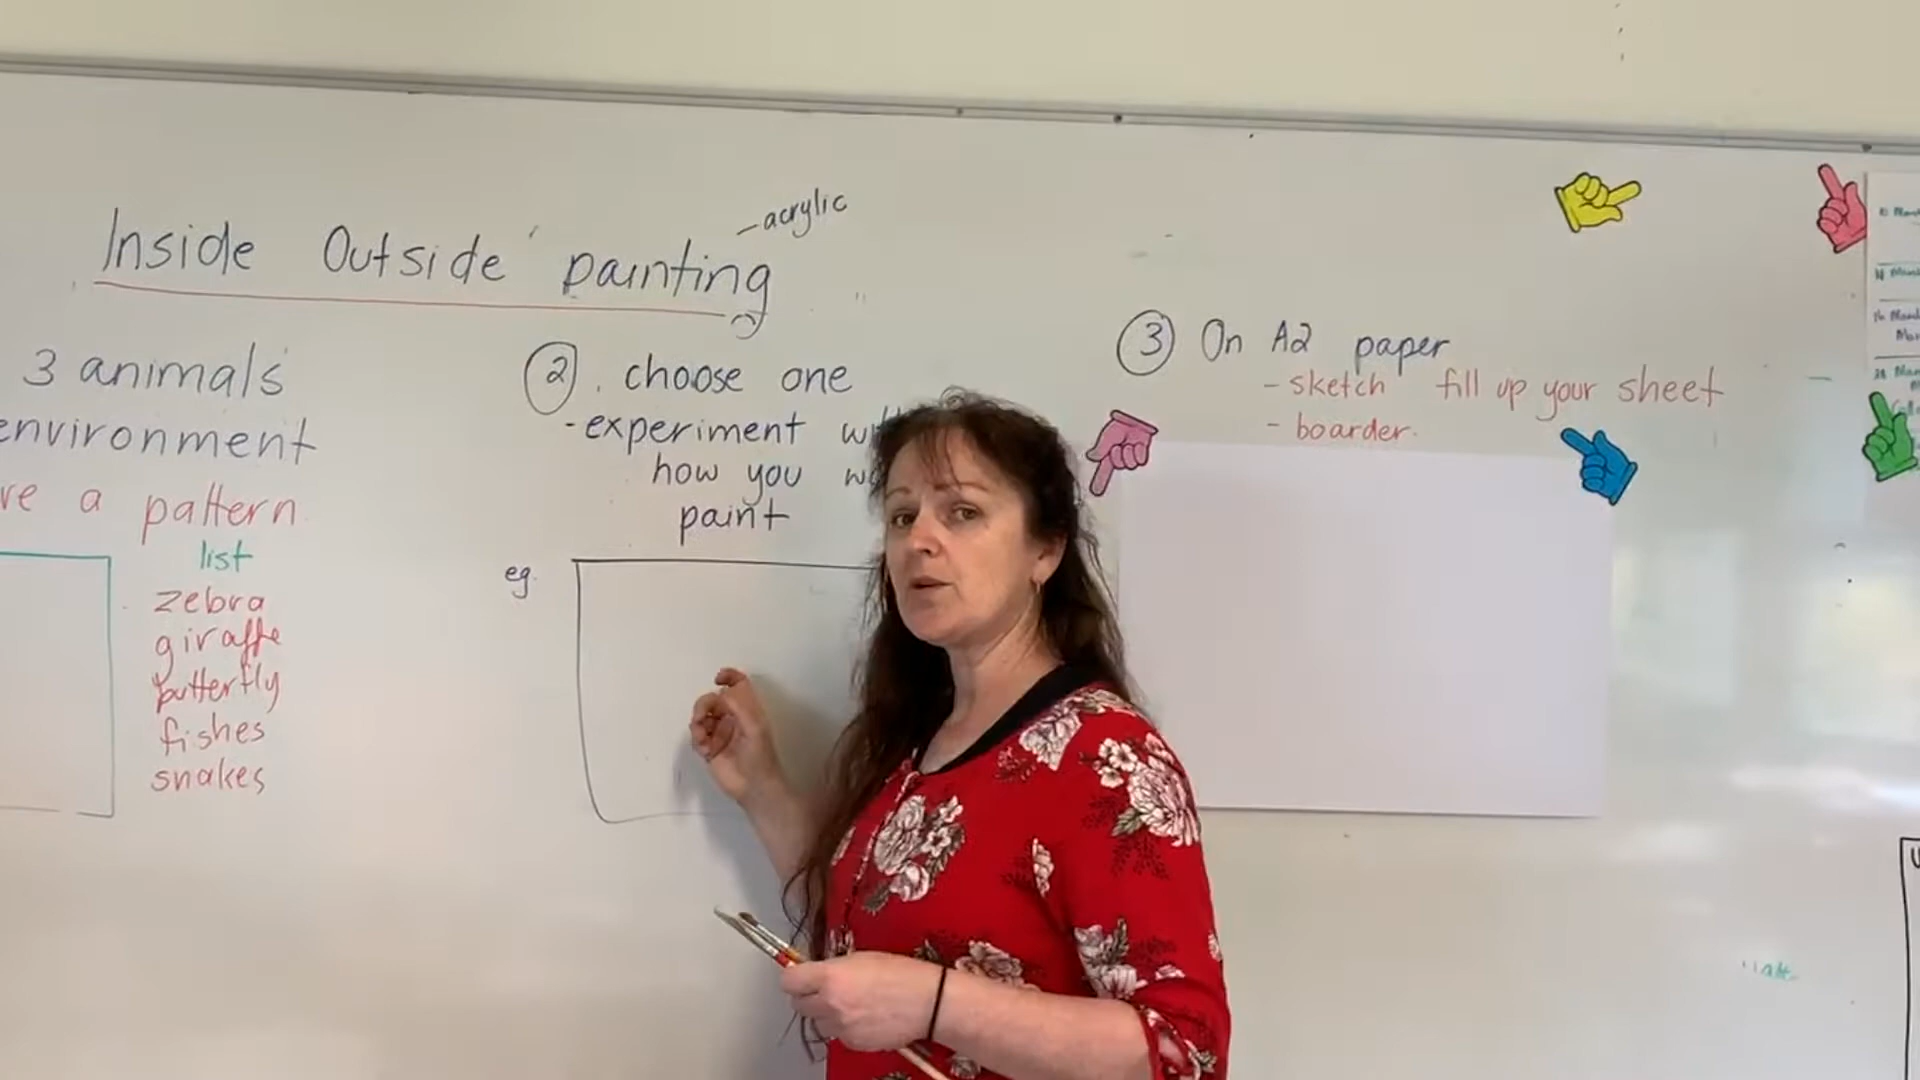 Inside Outside painting
- acrylic
3 animals
environment
a pattern
list
zebra
giraffe
butterfly
fishes
snakes
2 . choose one
- experiment
how you
paint
eg.
3 On A2 paper
- sketch fill up your sheet
- boarder.